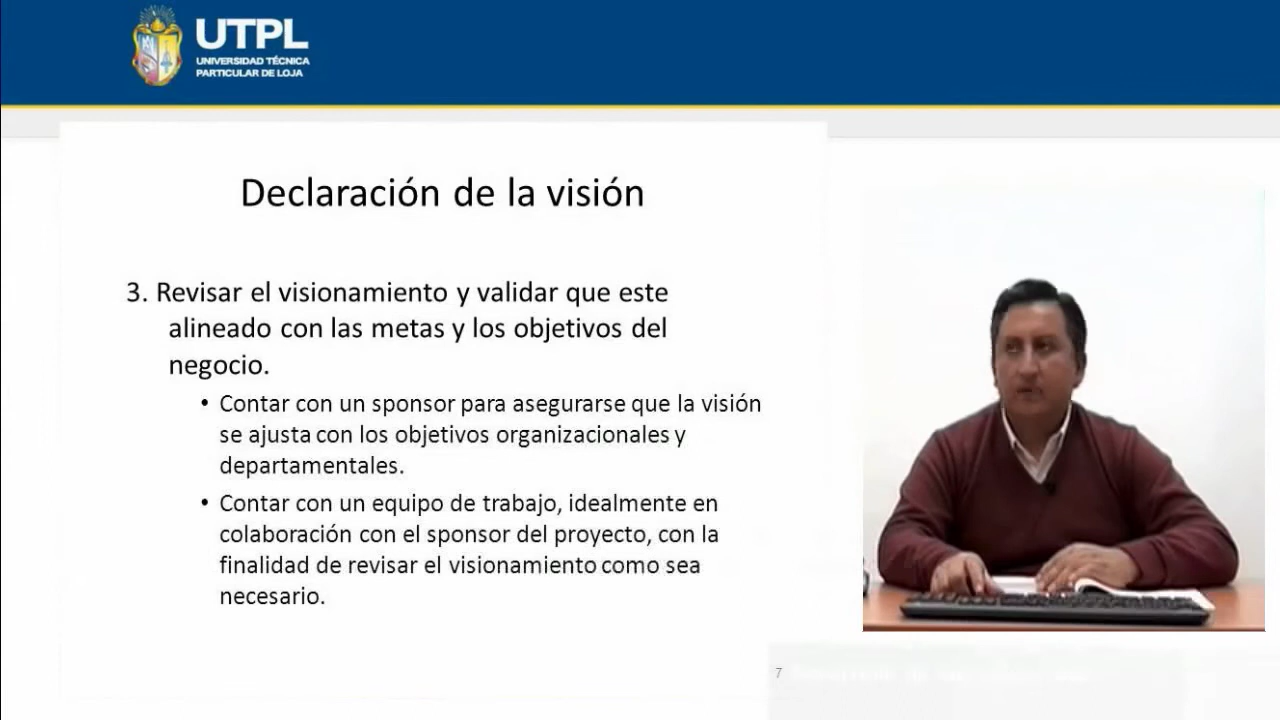 UTPL
UNIVERSIDAD TÉCNICA
PARTICULAR DE LOJA
Declaración de la visión
3. Revisar el visionamiento y validar que este
alineado con las metas y los objetivos del
negocio.
• Contar con un sponsor para asegurarse que la visión
se ajusta con los objetivos organizacionales y
departamentales.
• Contar con un equipo de trabajo, idealmente en
colaboración con el sponsor del proyecto, con la
finalidad de revisar el visionamiento como sea
necesario.
7